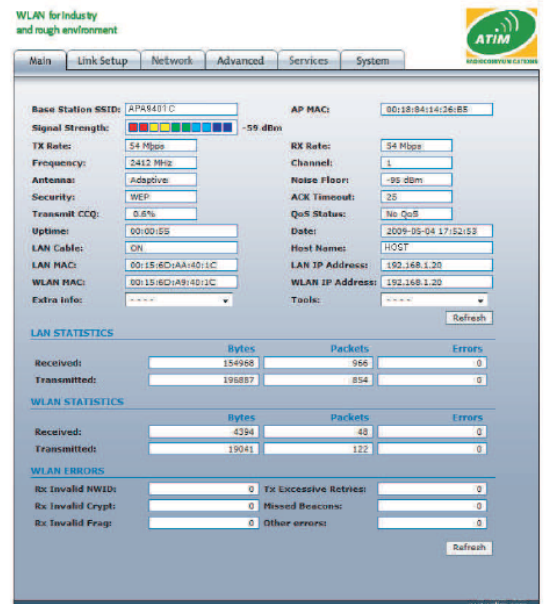 WLAN for Industry
and rough environment
ATIM
RADIOCOMMUNICATIONS
Main Link Setup Network Advanced Services System
Base Station SSID: APA9401C AP MAC: 00:18:84:14:26:B5
Signal Strength: -59 dBm
TX Rate: 54 Mbps RX Rate: 54 Mbps
Frequency: 2412 MHz Channel: 1
Antenna: Adaptive Noise Floor: -95 dBm
Security: WEP ACK Timeout: 25
Transmit CCQ: 0.6% QoS Status: No QoS
Uptime: 00:00:55 Date: 2009-05-04 17:52:53
LAN Cable: ON Host Name: HOST
LAN MAC: 00:15:6D:AA:40:1C LAN IP Address: 192.168.1.20
WLAN MAC: 00:15:6D:A9:40:1C WLAN IP Address: 192.168.1.20
Extra info: - - - - Tools: - - - -
Refresh
LAN STATISTICS
Bytes Packets Errors
Received: 154968 966 0
Transmitted: 196887 854 0
WLAN STATISTICS
Bytes Packets Errors
Received: 4394 48 0
Transmitted: 19041 122 0
WLAN ERRORS
Rx Invalid NWID: 0 Tx Excessive Retries: 0
Rx Invalid Crypt: 0 Missed Beacons: 0
Rx Invalid Frag: 0 Other errors: 0
Refresh